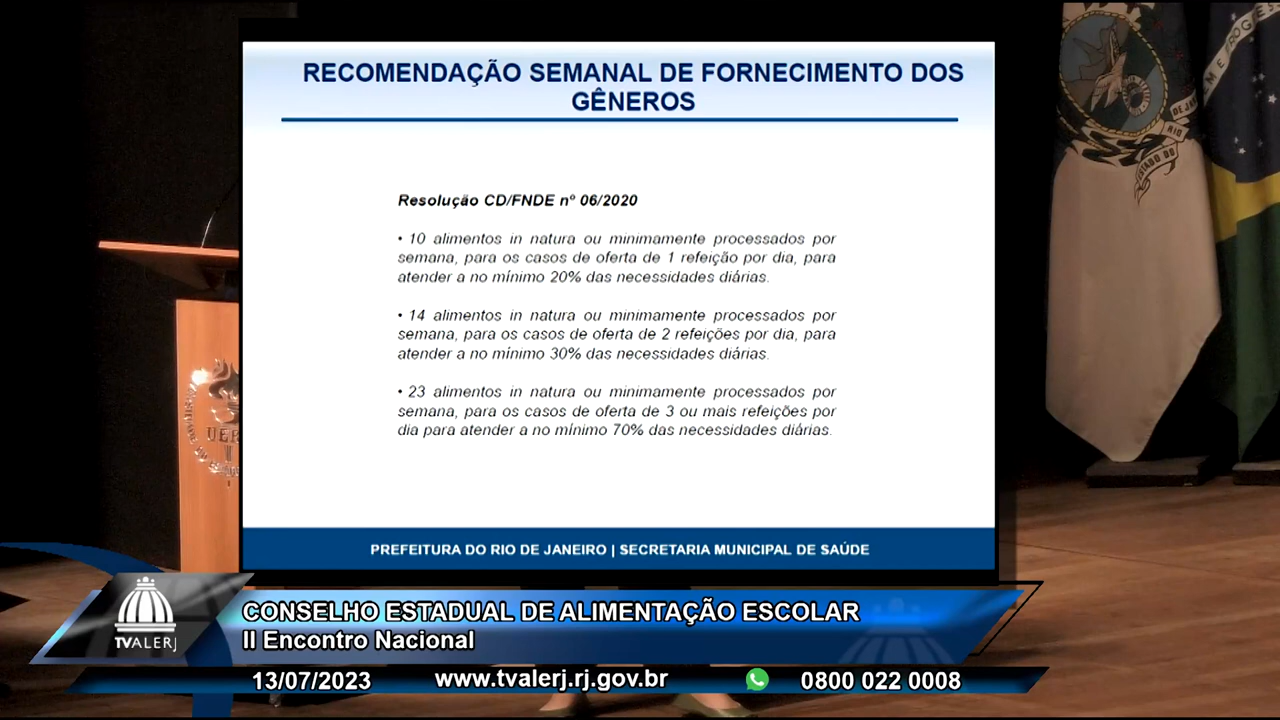 RECOMENDAÇÃO SEMANAL DE FORNECIMENTO DOS
GÊNEROS
Resolução CD/FNDE nº 06/2020
• 10 alimentos in natura ou minimamente processados por
semana, para os casos de oferta de 1 refeição por dia, para
atender a no mínimo 20% das necessidades diárias.
• 14 alimentos in natura ou minimamente processados por
semana, para os casos de oferta de 2 refeições por dia, para
atender a no mínimo 30% das necessidades diárias.
• 23 alimentos in natura ou minimamente processados por
semana, para os casos de oferta de 3 ou mais refeições por
dia para atender a no mínimo 70% das necessidades diárias.
PREFEITURA DO RIO DE JANEIRO | SECRETARIA MUNICIPAL DE SAÚDE
ESTADO DO
RIO
DE JAN
TVALERJ
CONSELHO ESTADUAL DE ALIMENTAÇÃO ESCOLAR
II Encontro Nacional
13/07/2023
www.tvalerj.rj.gov.br
0800 022 0008